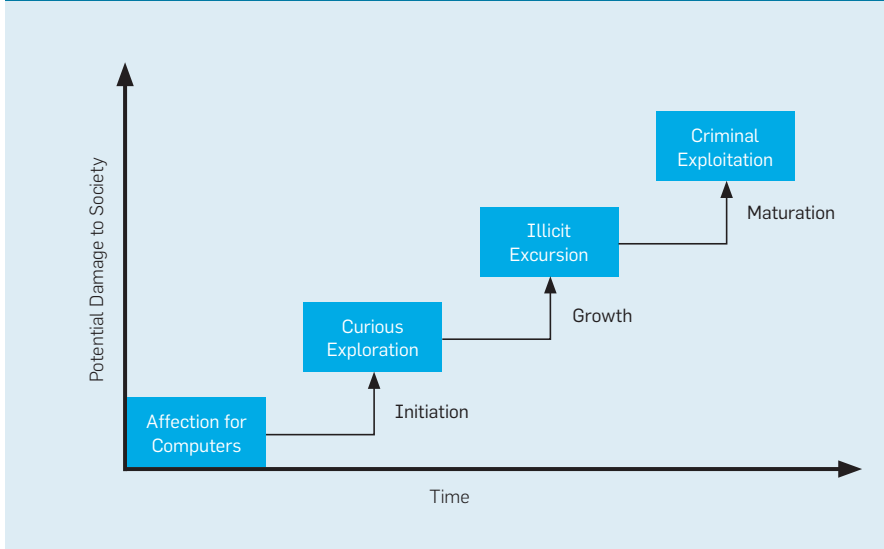 Potential Damage to Society
Criminal
Exploitation
Maturation
Illicit
Excursion
Growth
Curious
Exploration
Initiation
Affection for
Computers
Time